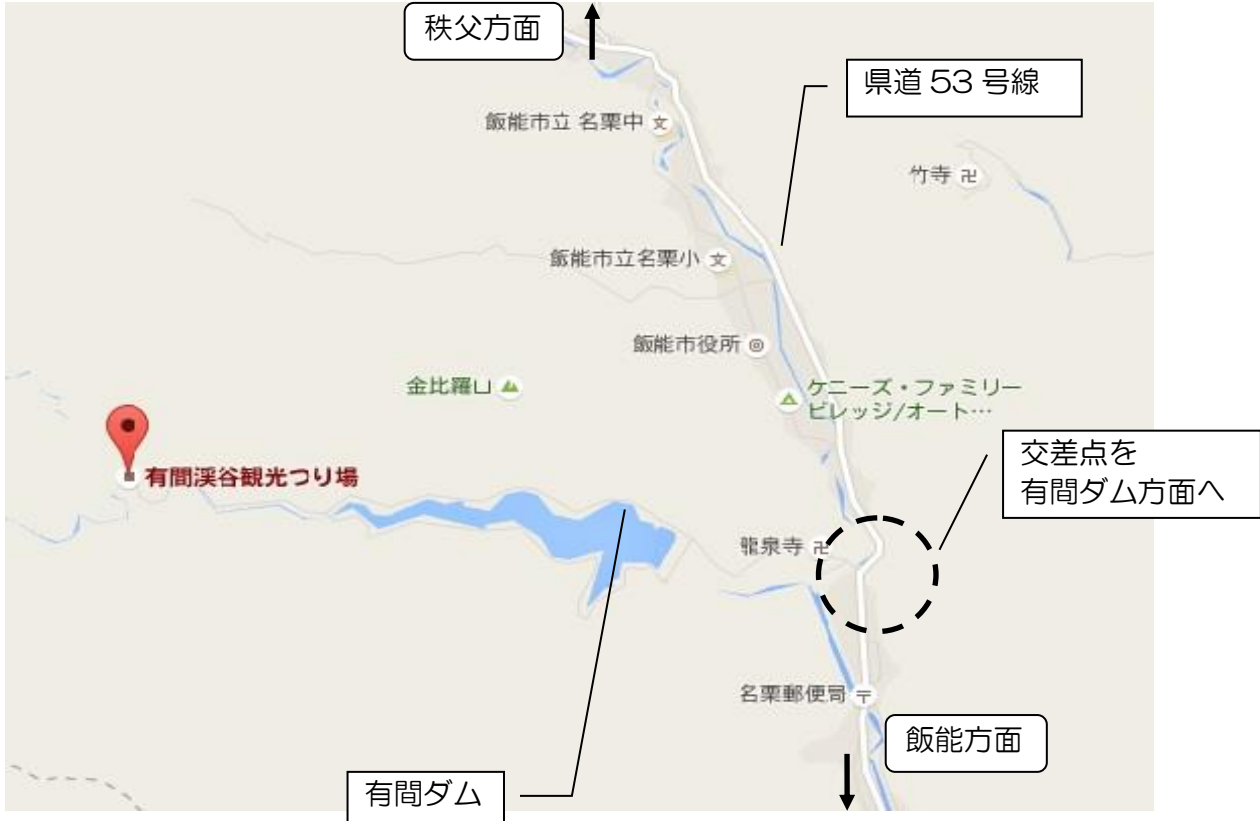 秩父方面
県道 53 号線
飯能市立 名栗中
竹寺
飯能市立名栗小
飯能市役所
金比羅山
ケニーズ・ファミリー
ビレッジ/オート…
有間渓谷観光つり場
交差点を
有間ダム方面へ
龍泉寺
名栗郵便局
飯能方面
有間ダム